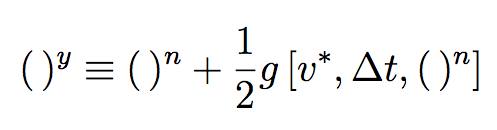 ( )^y ≡ ( )^n + \frac{1}{2} g [v^*, Δt, ( )^n]